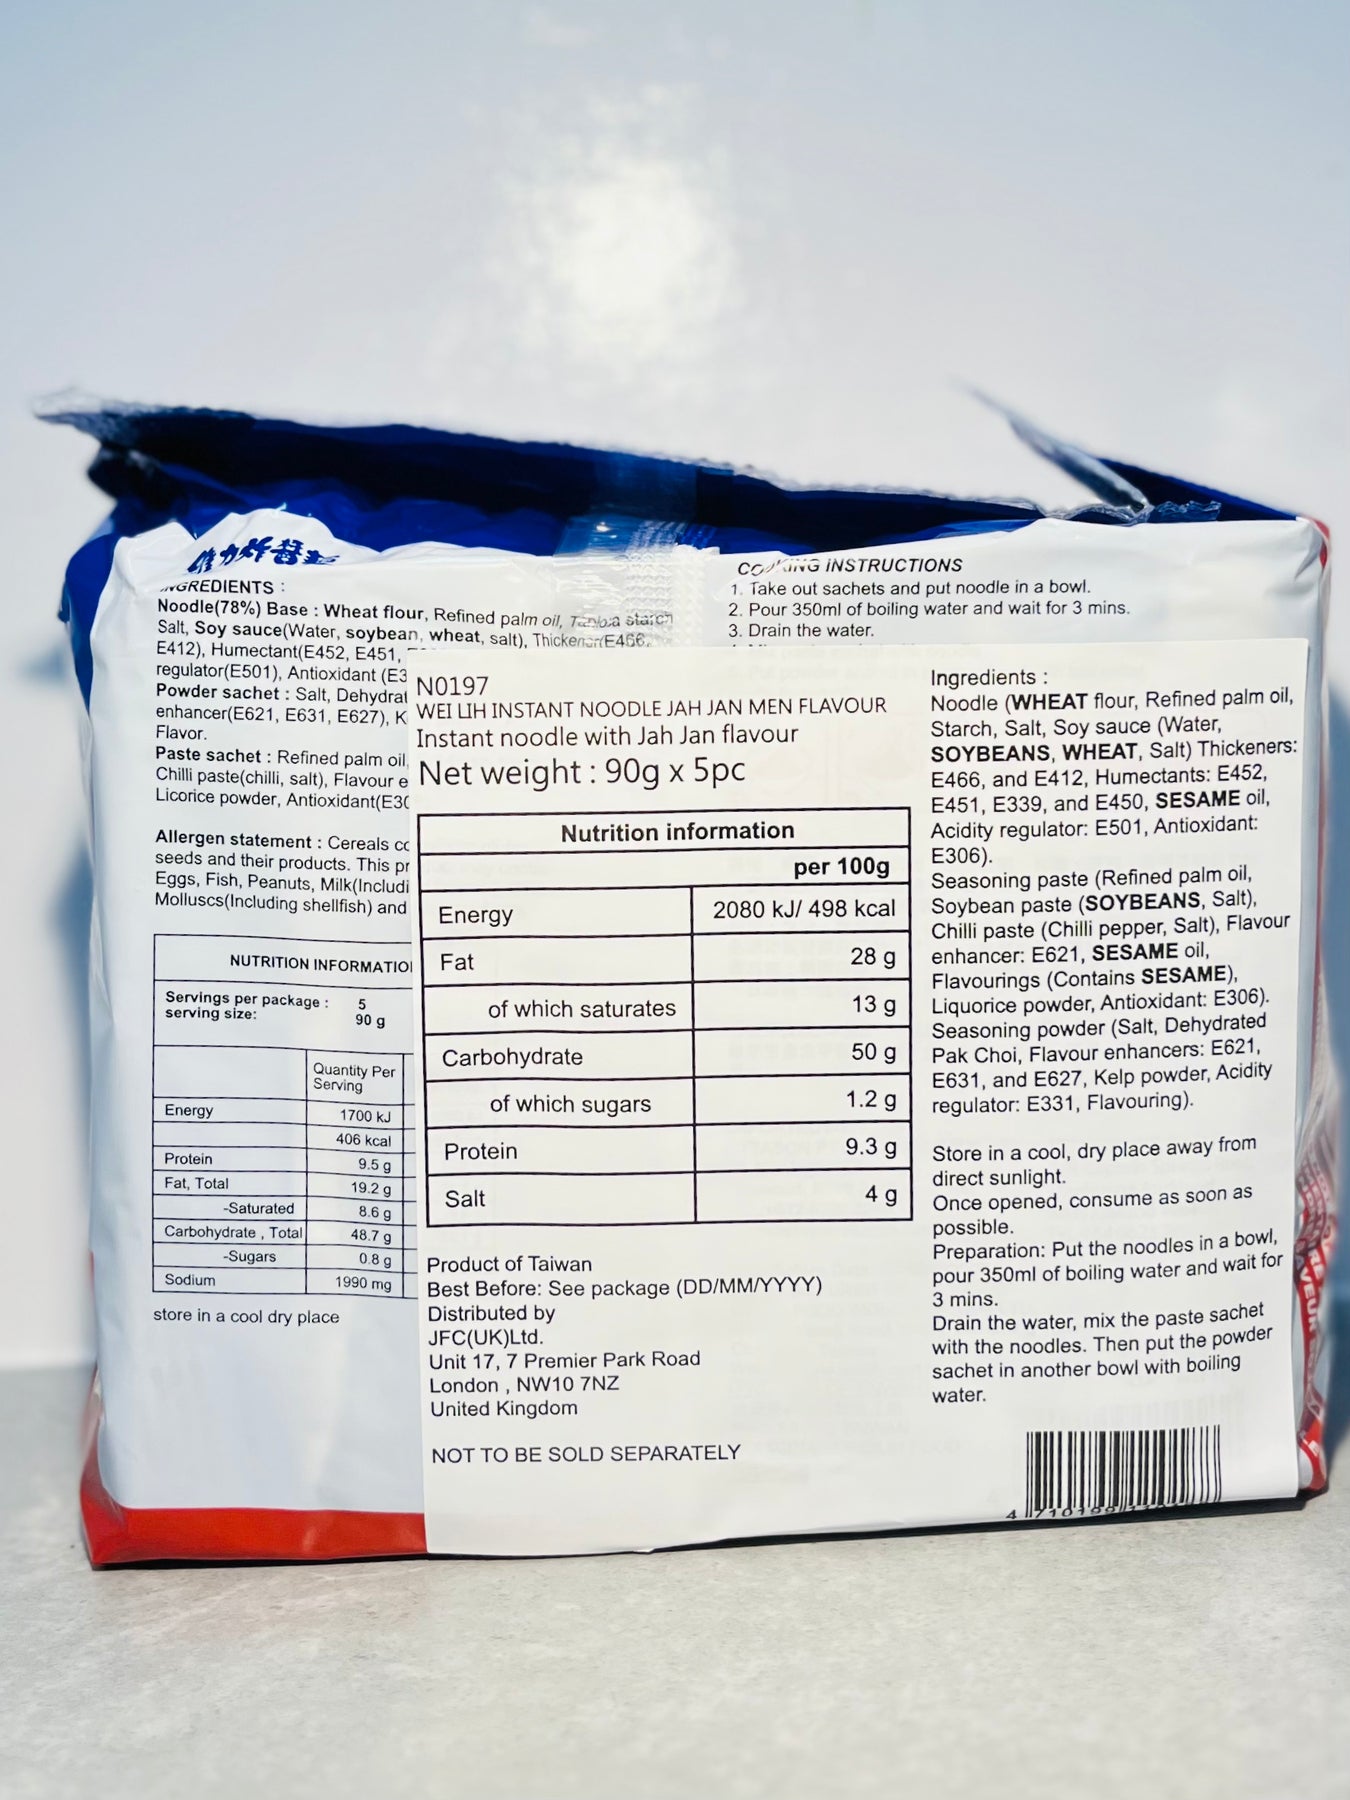 維力炸醬麵
INGREDIENTS :
Noodle(78%) Base : Wheat flour, Refined palm oil, Tapioca starch
Salt, Soy sauce(Water, soybean, wheat, salt), Thickener(E466,
E412), Humectant(E452, E451,
regulator(E501), Antioxidant (E3
Powder sachet : Salt, Dehydrat
enhancer(E621, E631, E627), K
Flavor.
Paste sachet : Refined palm oil,
Chilli paste(chilli, salt), Flavour e
Licorice powder, Antioxidant(E30
Allergen statement : Cereals co
seeds and their products. This pr
Eggs, Fish, Peanuts, Milk(Includi
Molluscs(Including shellfish) and
NUTRITION INFORMATIO
Servings per package : 5
serving size: 90 g
Quantity Per
Serving
Energy 1700 kJ
406 kcal
Protein 9.5 g
Fat, Total 19.2 g
-Saturated 8.6 g
Carbohydrate , Total 48.7 g
-Sugars 0.8 g
Sodium 1990 mg
store in a cool dry place
COOKING INSTRUCTIONS
1. Take out sachets and put noodle in a bowl.
2. Pour 350ml of boiling water and wait for 3 mins.
3. Drain the water.
N0197
WEI LIH INSTANT NOODLE JAH JAN MEN FLAVOUR
Instant noodle with Jah Jan flavour
Net weight : 90g x 5pc
Nutrition information
per 100g
Energy 2080 kJ/ 498 kcal
Fat 28 g
of which saturates 13 g
Carbohydrate 50 g
of which sugars 1.2 g
Protein 9.3 g
Salt 4 g
Product of Taiwan
Best Before: See package (DD/MM/YYYY)
Distributed by
JFC(UK)Ltd.
Unit 17, 7 Premier Park Road
London , NW10 7NZ
United Kingdom
NOT TO BE SOLD SEPARATELY
Ingredients :
Noodle (WHEAT flour, Refined palm oil,
Starch, Salt, Soy sauce (Water,
SOYBEANS, WHEAT, Salt) Thickeners:
E466, and E412, Humectants: E452,
E451, E339, and E450, SESAME oil,
Acidity regulator: E501, Antioxidant:
E306).
Seasoning paste (Refined palm oil,
Soybean paste (SOYBEANS, Salt),
Chilli paste (Chilli pepper, Salt), Flavour
enhancer: E621, SESAME oil,
Flavourings (Contains SESAME),
Liquorice powder, Antioxidant: E306).
Seasoning powder (Salt, Dehydrated
Pak Choi, Flavour enhancers: E621,
E631, and E627, Kelp powder, Acidity
regulator: E331, Flavouring).
Store in a cool, dry place away from
direct sunlight.
Once opened, consume as soon as
possible.
Preparation: Put the noodles in a bowl,
pour 350ml of boiling water and wait for
3 mins.
Drain the water, mix the paste sachet
with the noodles. Then put the powder
sachet in another bowl with boiling
water.
4 710199